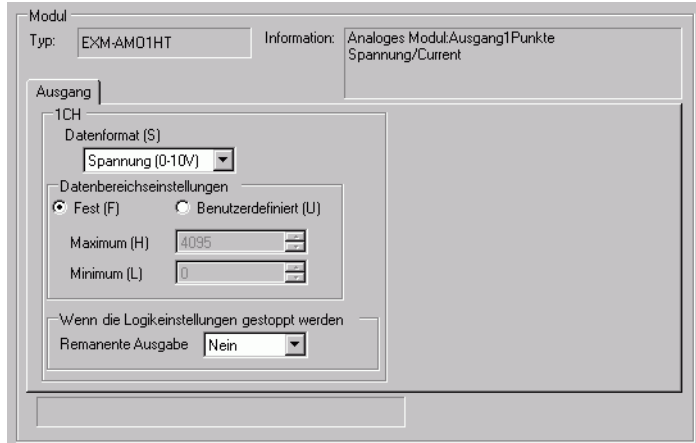 Modul
Typ: EXM-AMO1HT Information: Analoges Modul:Ausgang1Punkte
Spannung/Current
Ausgang
1CH
Datenformat (S)
Spannung (0-10V)
Datenbereichseinstellungen
Fest (F) Benutzerdefiniert (U)
Maximum (H) 4095
Minimum (L) 0
Wenn die Logikeinstellungen gestoppt werden
Remanente Ausgabe Nein